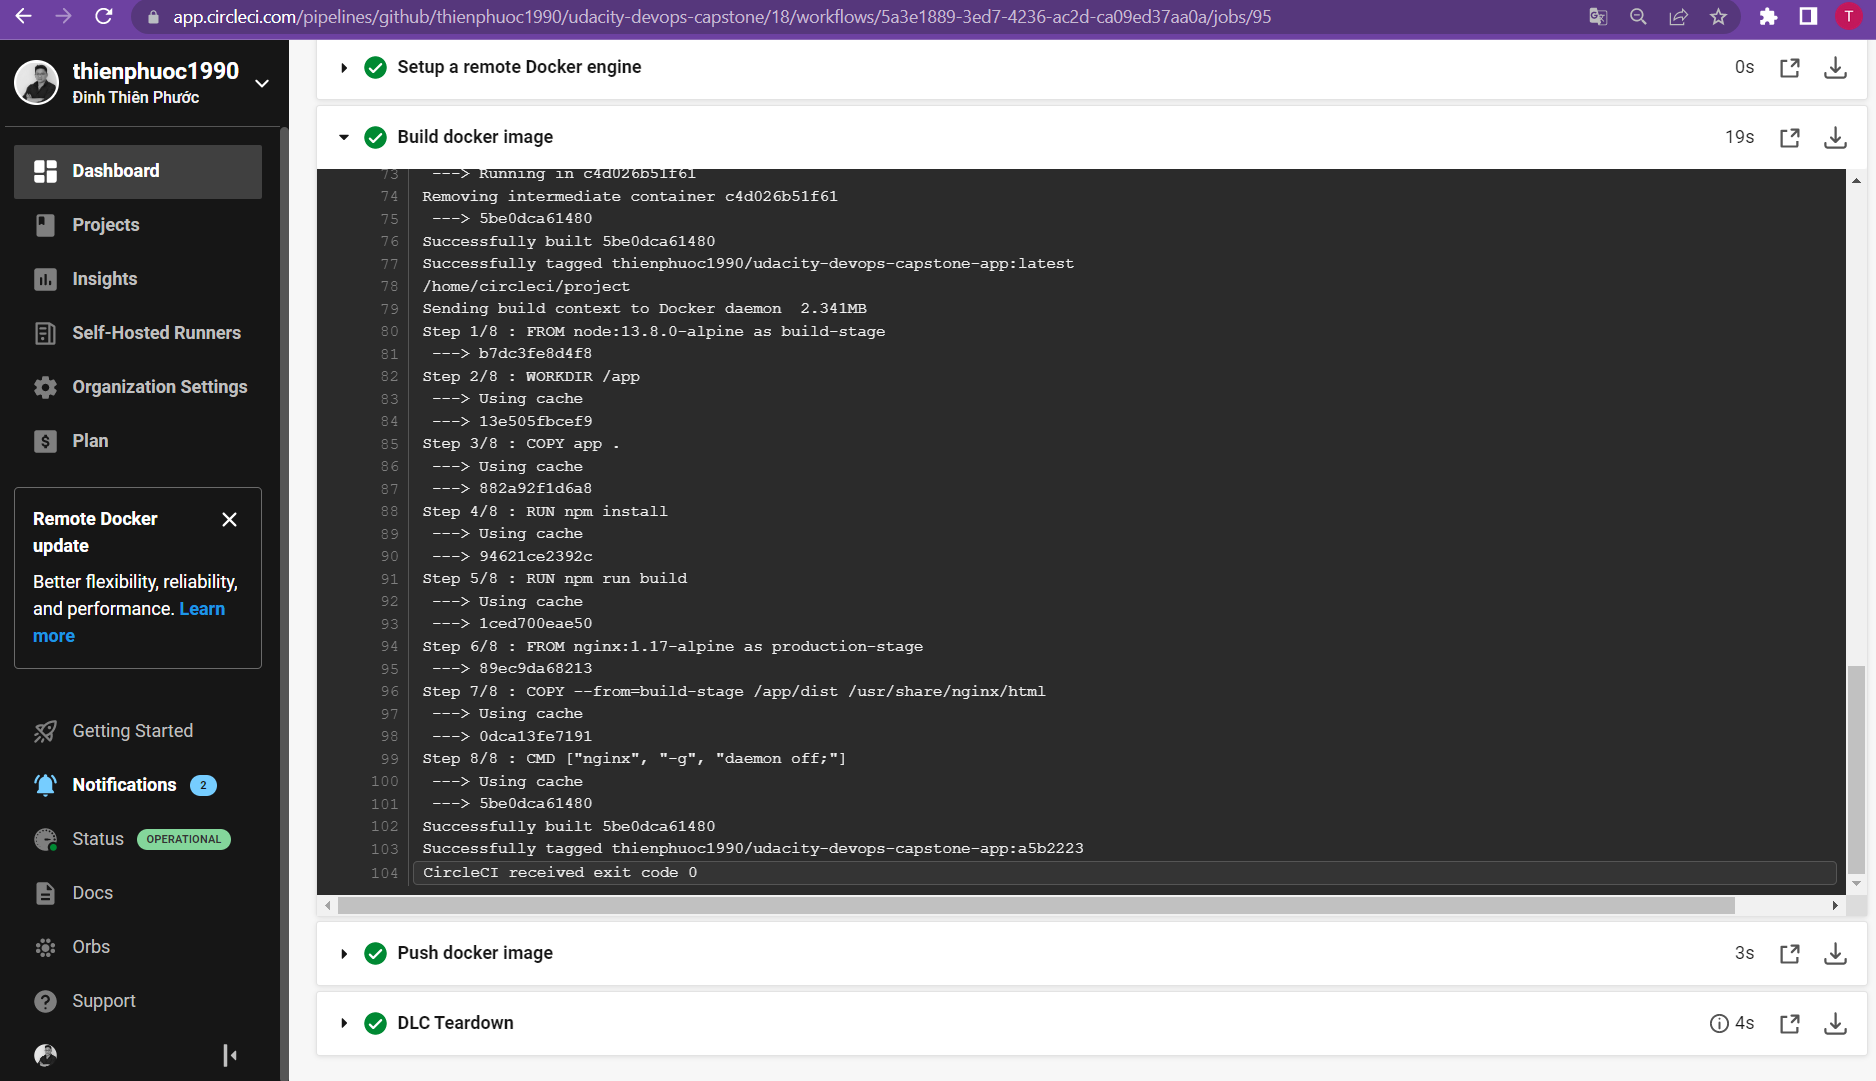 app.circleci.com/pipelines/github/thienphuoc1990/udacity-devops-capstone/18/workflows/5a3e1889-3ed7-4236-ac2d-ca09ed37aa0a/jobs/95
T
thienphuoc1990
Đinh Thiên Phước
Dashboard
Projects
Insights
Self-Hosted Runners
Organization Settings
Plan
Remote Docker
update
Better flexibility, reliability,
and performance. Learn
more
Getting Started
Notifications 2
Status OPERATIONAL
Docs
Orbs
Support
Setup a remote Docker engine 0s
Build docker image 19s
73 ---> Running in c4d026b51f61
74 Removing intermediate container c4d026b51f61
75 ---> 5be0dca61480
76 Successfully built 5be0dca61480
77 Successfully tagged thienphuoc1990/udacity-devops-capstone-app:latest
78 /home/circleci/project
79 Sending build context to Docker daemon  2.341MB
80 Step 1/8 : FROM node:13.8.0-alpine as build-stage
81 ---> b7dc3fe8d4f8
82 Step 2/8 : WORKDIR /app
83 ---> Using cache
84 ---> 13e505fbcef9
85 Step 3/8 : COPY app .
86 ---> Using cache
87 ---> 882a92f1d6a8
88 Step 4/8 : RUN npm install
89 ---> Using cache
90 ---> 94621ce2392c
91 Step 5/8 : RUN npm run build
92 ---> Using cache
93 ---> 1ced700eae50
94 Step 6/8 : FROM nginx:1.17-alpine as production-stage
95 ---> 89ec9da68213
96 Step 7/8 : COPY --from=build-stage /app/dist /usr/share/nginx/html
97 ---> Using cache
98 ---> 0dca13fe7191
99 Step 8/8 : CMD ["nginx", "-g", "daemon off;"]
100 ---> Using cache
101 ---> 5be0dca61480
102 Successfully built 5be0dca61480
103 Successfully tagged thienphuoc1990/udacity-devops-capstone-app:a5b2223
104 CircleCI received exit code 0
Push docker image 3s
DLC Teardown 4s